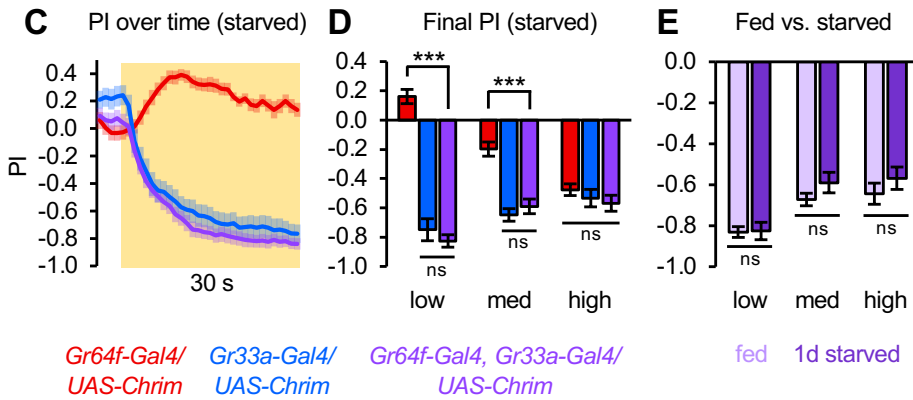 C PI over time (starved)
PI
0.4
0.2
0.0
-0.2
-0.4
-0.6
-0.8
-1.0
30 s
D Final PI (starved)
0.4
0.2
0.0
-0.2
-0.4
-0.6
-0.8
-1.0
***
***
ns
ns
ns
low med high
E Fed vs. starved
-0.0
-0.2
-0.4
-0.6
-0.8
-1.0
ns
ns
ns
low med high
Gr64f-Gal4/
UAS-Chrim
Gr33a-Gal4/
UAS-Chrim
Gr64f-Gal4, Gr33a-Gal4/
UAS-Chrim
fed 1d starved